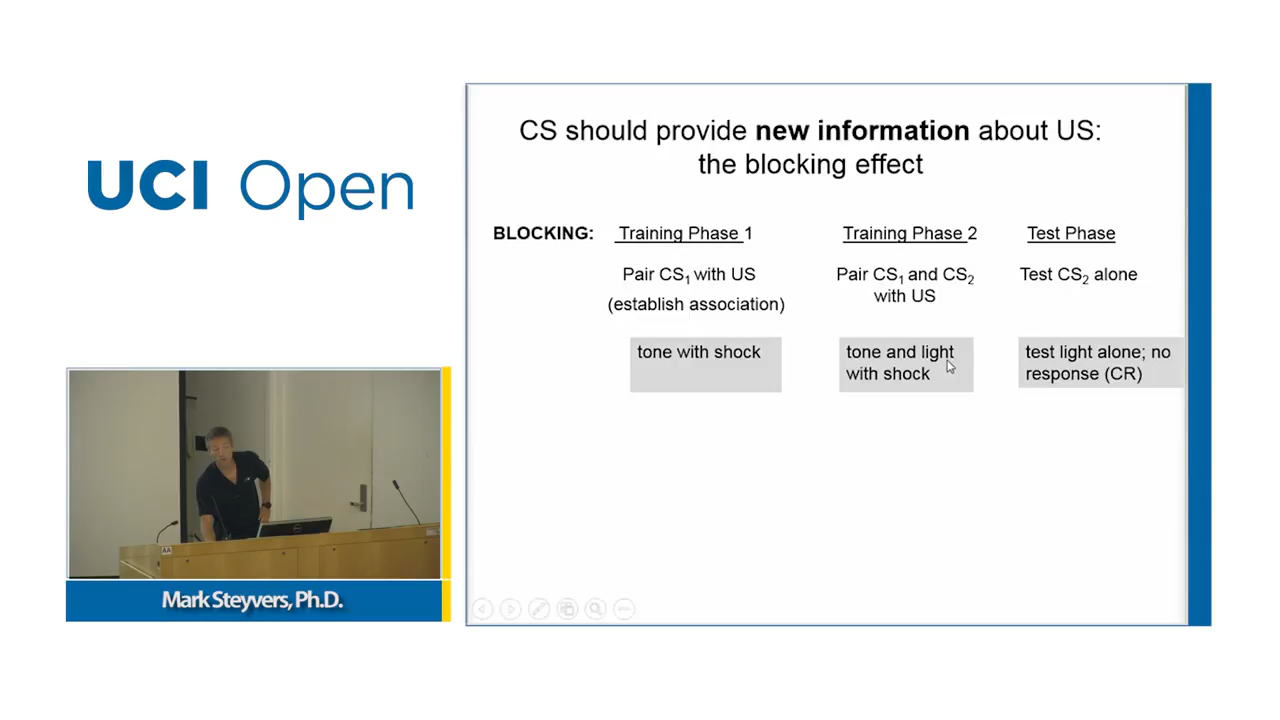 UCI Open
CS should provide new information about US:
the blocking effect
BLOCKING: Training Phase 1 Training Phase 2 Test Phase
Pair CS₁ with US
(establish association)
Pair CS₁ and CS₂
with US
Test CS₂ alone
tone with shock
tone and light
with shock
test light alone; no
response (CR)
AA
Mark Steyvers, Ph.D.